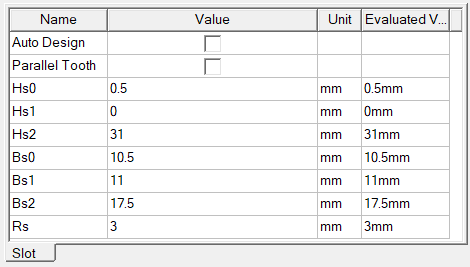 Name Value Unit Evaluated V...
Auto Design
Parallel Tooth
Hs0 0.5 mm 0.5mm
Hs1 0 mm 0mm
Hs2 31 mm 31mm
Bs0 10.5 mm 10.5mm
Bs1 11 mm 11mm
Bs2 17.5 mm 17.5mm
Rs 3 mm 3mm
Slot